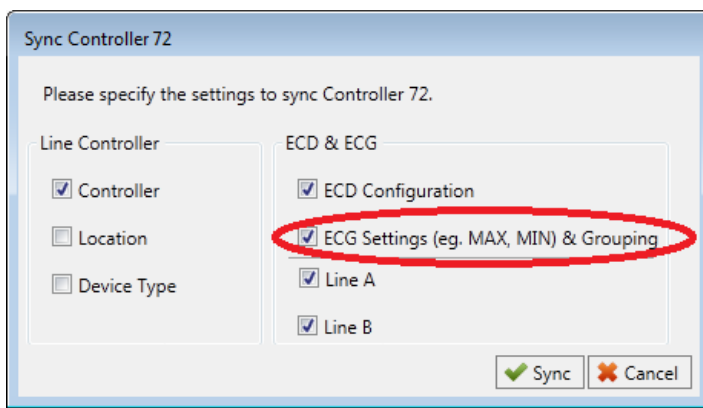 Sync Controller 72
Please specify the settings to sync Controller 72.
Line Controller
Controller
Location
Device Type
ECD & ECG
ECD Configuration
ECG Settings (eg. MAX, MIN) & Grouping
Line A
Line B
Sync
Cancel